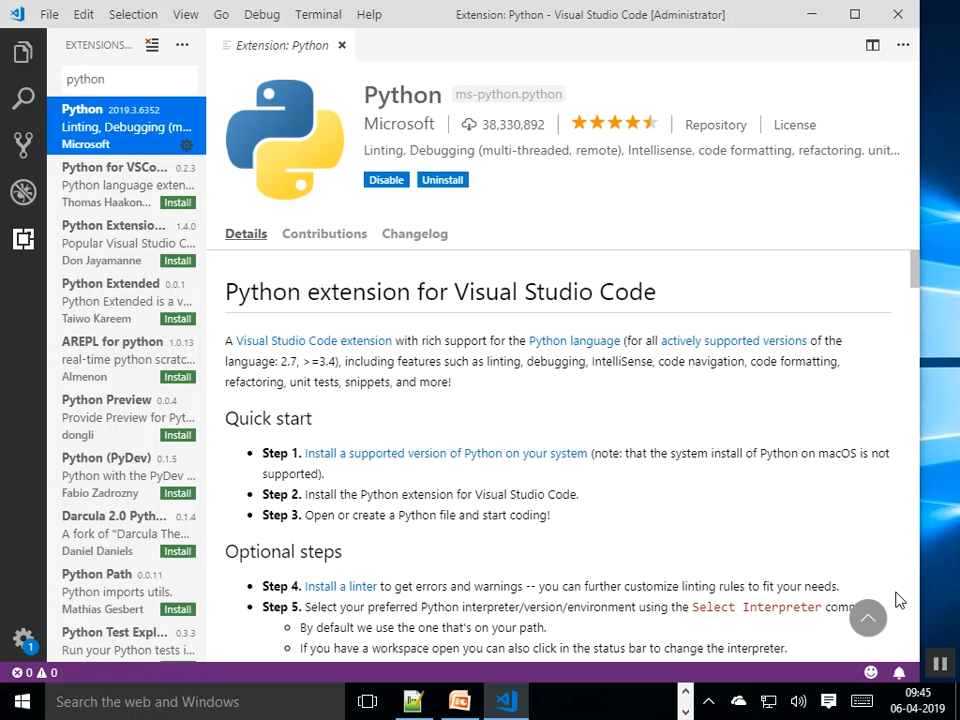 File Edit Selection View Go Debug Terminal Help Extension: Python - Visual Studio Code [Administrator]
EXTENSIONS... Extension: Python
python
Python 2019.3.6352
Linting, Debugging (m...
Microsoft
Python for VSCo... 0.2.3
Python language exten...
Thomas Haakon... Install
Python Extensio... 1.4.0
Popular Visual Studio C...
Don Jayamanne Install
Python Extended 0.0.1
Python Extended is a v...
Taiwo Kareem Install
AREPL for python 1.0.13
real-time python scratc...
Almenon Install
Python Preview 0.0.4
Provide Preview for Pyt...
dongli Install
Python (PyDev) 0.1.5
Python with the PyDev ...
Fabio Zadrozny Install
Darcula 2.0 Pyth... 0.1.4
A fork of "Darcula The...
Daniel Daniels Install
Python Path 0.0.11
Python imports utils.
Mathias Gesbert Install
Python Test Expl... 0.3.3
Run your Python tests i...
Python ms-python.python
Microsoft 38,330,892 Repository License
Linting, Debugging (multi-threaded, remote), Intellisense, code formatting, refactoring, unit...
Disable Uninstall
Details Contributions Changelog
Python extension for Visual Studio Code
A Visual Studio Code extension with rich support for the Python language (for all actively supported versions of the
language: 2.7, >=3.4), including features such as linting, debugging, IntelliSense, code navigation, code formatting,
refactoring, unit tests, snippets, and more!
Quick start
• Step 1. Install a supported version of Python on your system (note: that the system install of Python on macOS is not
supported).
• Step 2. Install the Python extension for Visual Studio Code.
• Step 3. Open or create a Python file and start coding!
Optional steps
• Step 4. Install a linter to get errors and warnings -- you can further customize linting rules to fit your needs.
• Step 5. Select your preferred Python interpreter/version/environment using the Select Interpreter com
○ By default we use the one that's on your path.
○ If you have a workspace open you can also click in the status bar to change the interpreter.
1
0 0
Search the web and Windows
09:45
06-04-2019